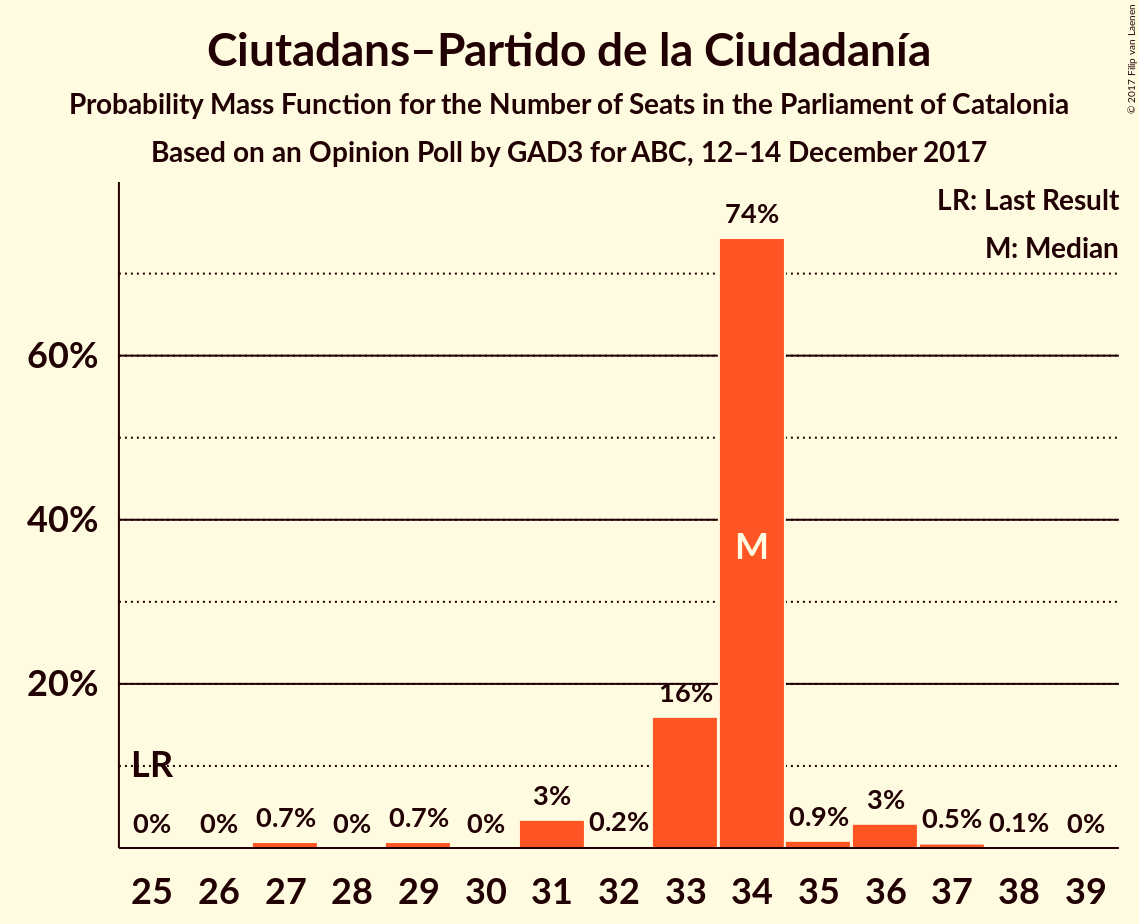 Ciutadans–Partido de la Ciudadanía
Probability Mass Function for the Number of Seats in the Parliament of Catalonia
Based on an Opinion Poll by GAD3 for ABC, 12–14 December 2017
© 2017 Filip van Laenen
LR: Last Result
M: Median
74%
60%
40%
M
20%
16%
LR
0% 0% 0.7% 0% 0.7% 0% 3% 0.2% 0.9% 3% 0.5% 0.1% 0%
25 26 27 28 29 30 31 32 33 34 35 36 37 38 39